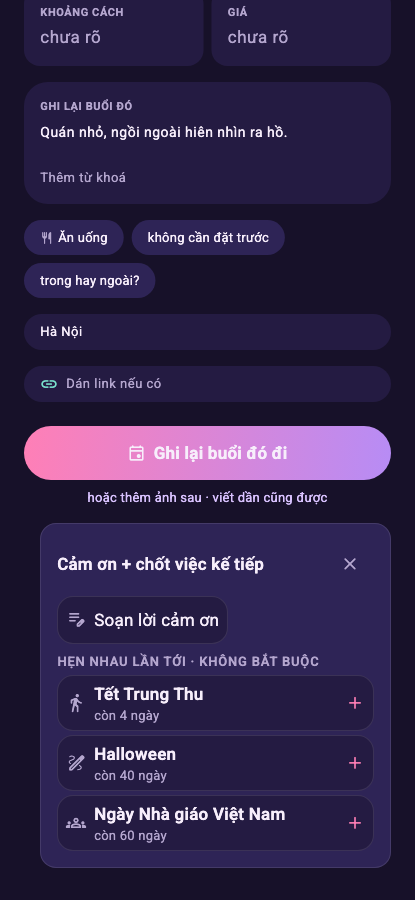 KHOẢNG CÁCH
chưa rõ
GIÁ
chưa rõ
GHI LẠI BUỔI ĐÓ
Quán nhỏ, ngồi ngoài hiên nhìn ra hồ.
Thêm từ khoá
Ăn uống
không cần đặt trước
trong hay ngoài?
Hà Nội
Dán link nếu có
Ghi lại buổi đó đi
hoặc thêm ảnh sau · viết dần cũng được
Cảm ơn + chốt việc kế tiếp
Soạn lời cảm ơn
HẸN NHAU LẦN TỚI · KHÔNG BẮT BUỘC
Tết Trung Thu
còn 4 ngày
Halloween
còn 40 ngày
Ngày Nhà giáo Việt Nam
còn 60 ngày